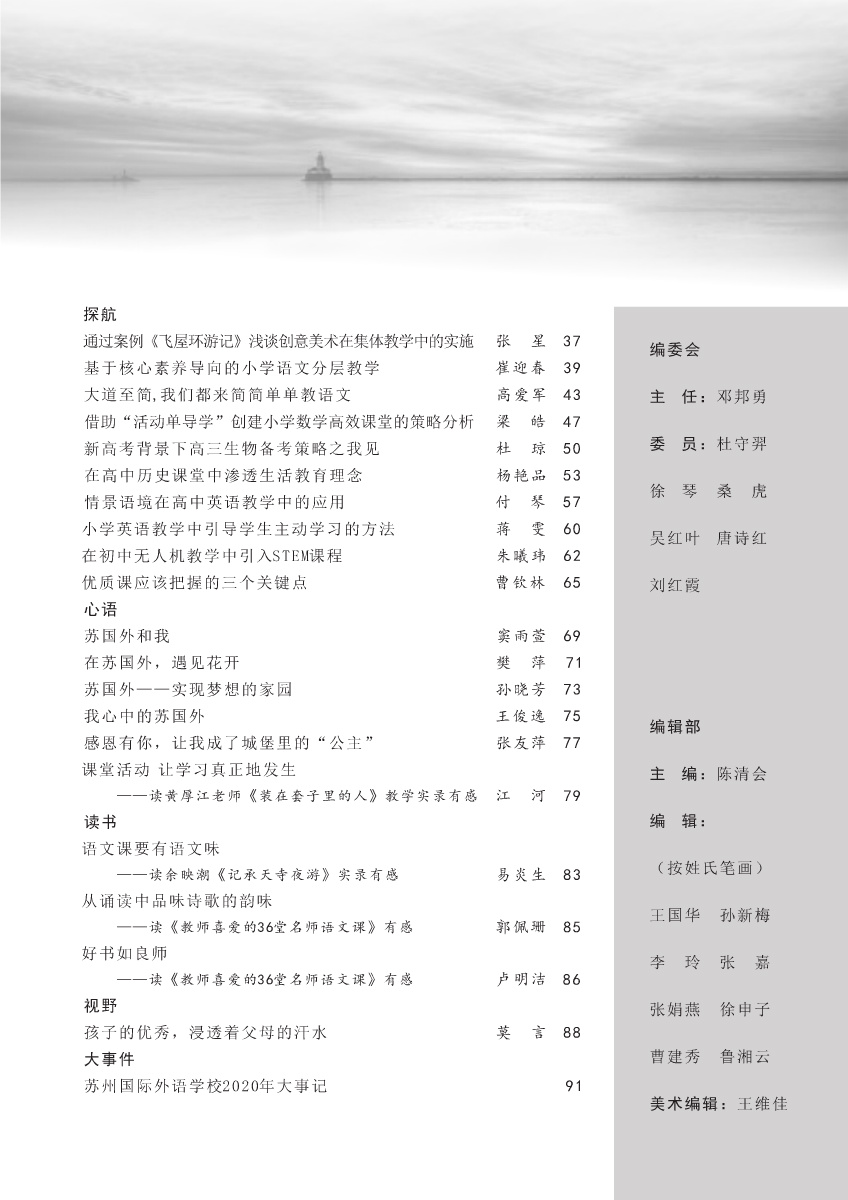 探航
通过案例《飞屋环游记》浅谈创意美术在集体教学中的实施 张 星 37
基于核心素养导向的小学语文分层教学 崔迎春 39
大道至简,我们都来简简单单教语文 高爱军 43
借助“活动单导学”创建小学数学高效课堂的策略分析 梁 皓 47
新高考背景下高三生物备考策略之我见 杜 琼 50
在高中历史课堂中渗透生活教育理念 杨艳品 53
情景语境在高中英语教学中的应用 付 琴 57
小学英语教学中引导学生主动学习的方法 蒋 雯 60
在初中无人机教学中引入STEM课程 朱曦玮 62
优质课应该把握的三个关键点 曹钦林 65
心语
苏国外和我 窦雨萱 69
在苏国外，遇见花开 樊 萍 71
苏国外——实现梦想的家园 孙晓芳 73
我心中的苏国外 王俊逸 75
感恩有你，让我成了城堡里的“公主” 张友萍 77
课堂活动 让学习真正地发生
——读黄厚江老师《装在套子里的人》教学实录有感 江 河 79
读书
语文课要有语文味
——读余映潮《记承天寺夜游》实录有感 易炎生 83
从诵读中品味诗歌的韵味
——读《教师喜爱的36堂名师语文课》有感 郭佩珊 85
好书如良师
——读《教师喜爱的36堂名师语文课》有感 卢明洁 86
视野
孩子的优秀，浸透着父母的汗水 莫 言 88
大事件
苏州国际外语学校2020年大事记 91
编委会
主 任：邓邦勇
委 员：杜守羿
徐 琴 桑 虎
吴红叶 唐诗红
刘红霞
编辑部
主 编：陈清会
编 辑：
（按姓氏笔画）
王国华 孙新梅
李 玲 张 嘉
张娟燕 徐申子
曹建秀 鲁湘云
美术编辑：王维佳